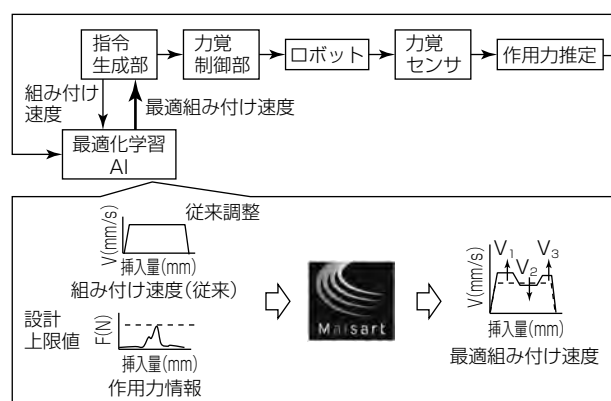 指令
生成部
力覚
制御部
ロボット
力覚
センサ
作用力推定
組み付け
速度
最適組み付け速度
最適化学習
AI
従来調整
V(mm/s)
挿入量(mm)
組み付け速度(従来)
設計
上限値
F(N)
挿入量(mm)
作用力情報
Maisart
V1
V2
V3
V(mm/s)
挿入量(mm)
最適組み付け速度